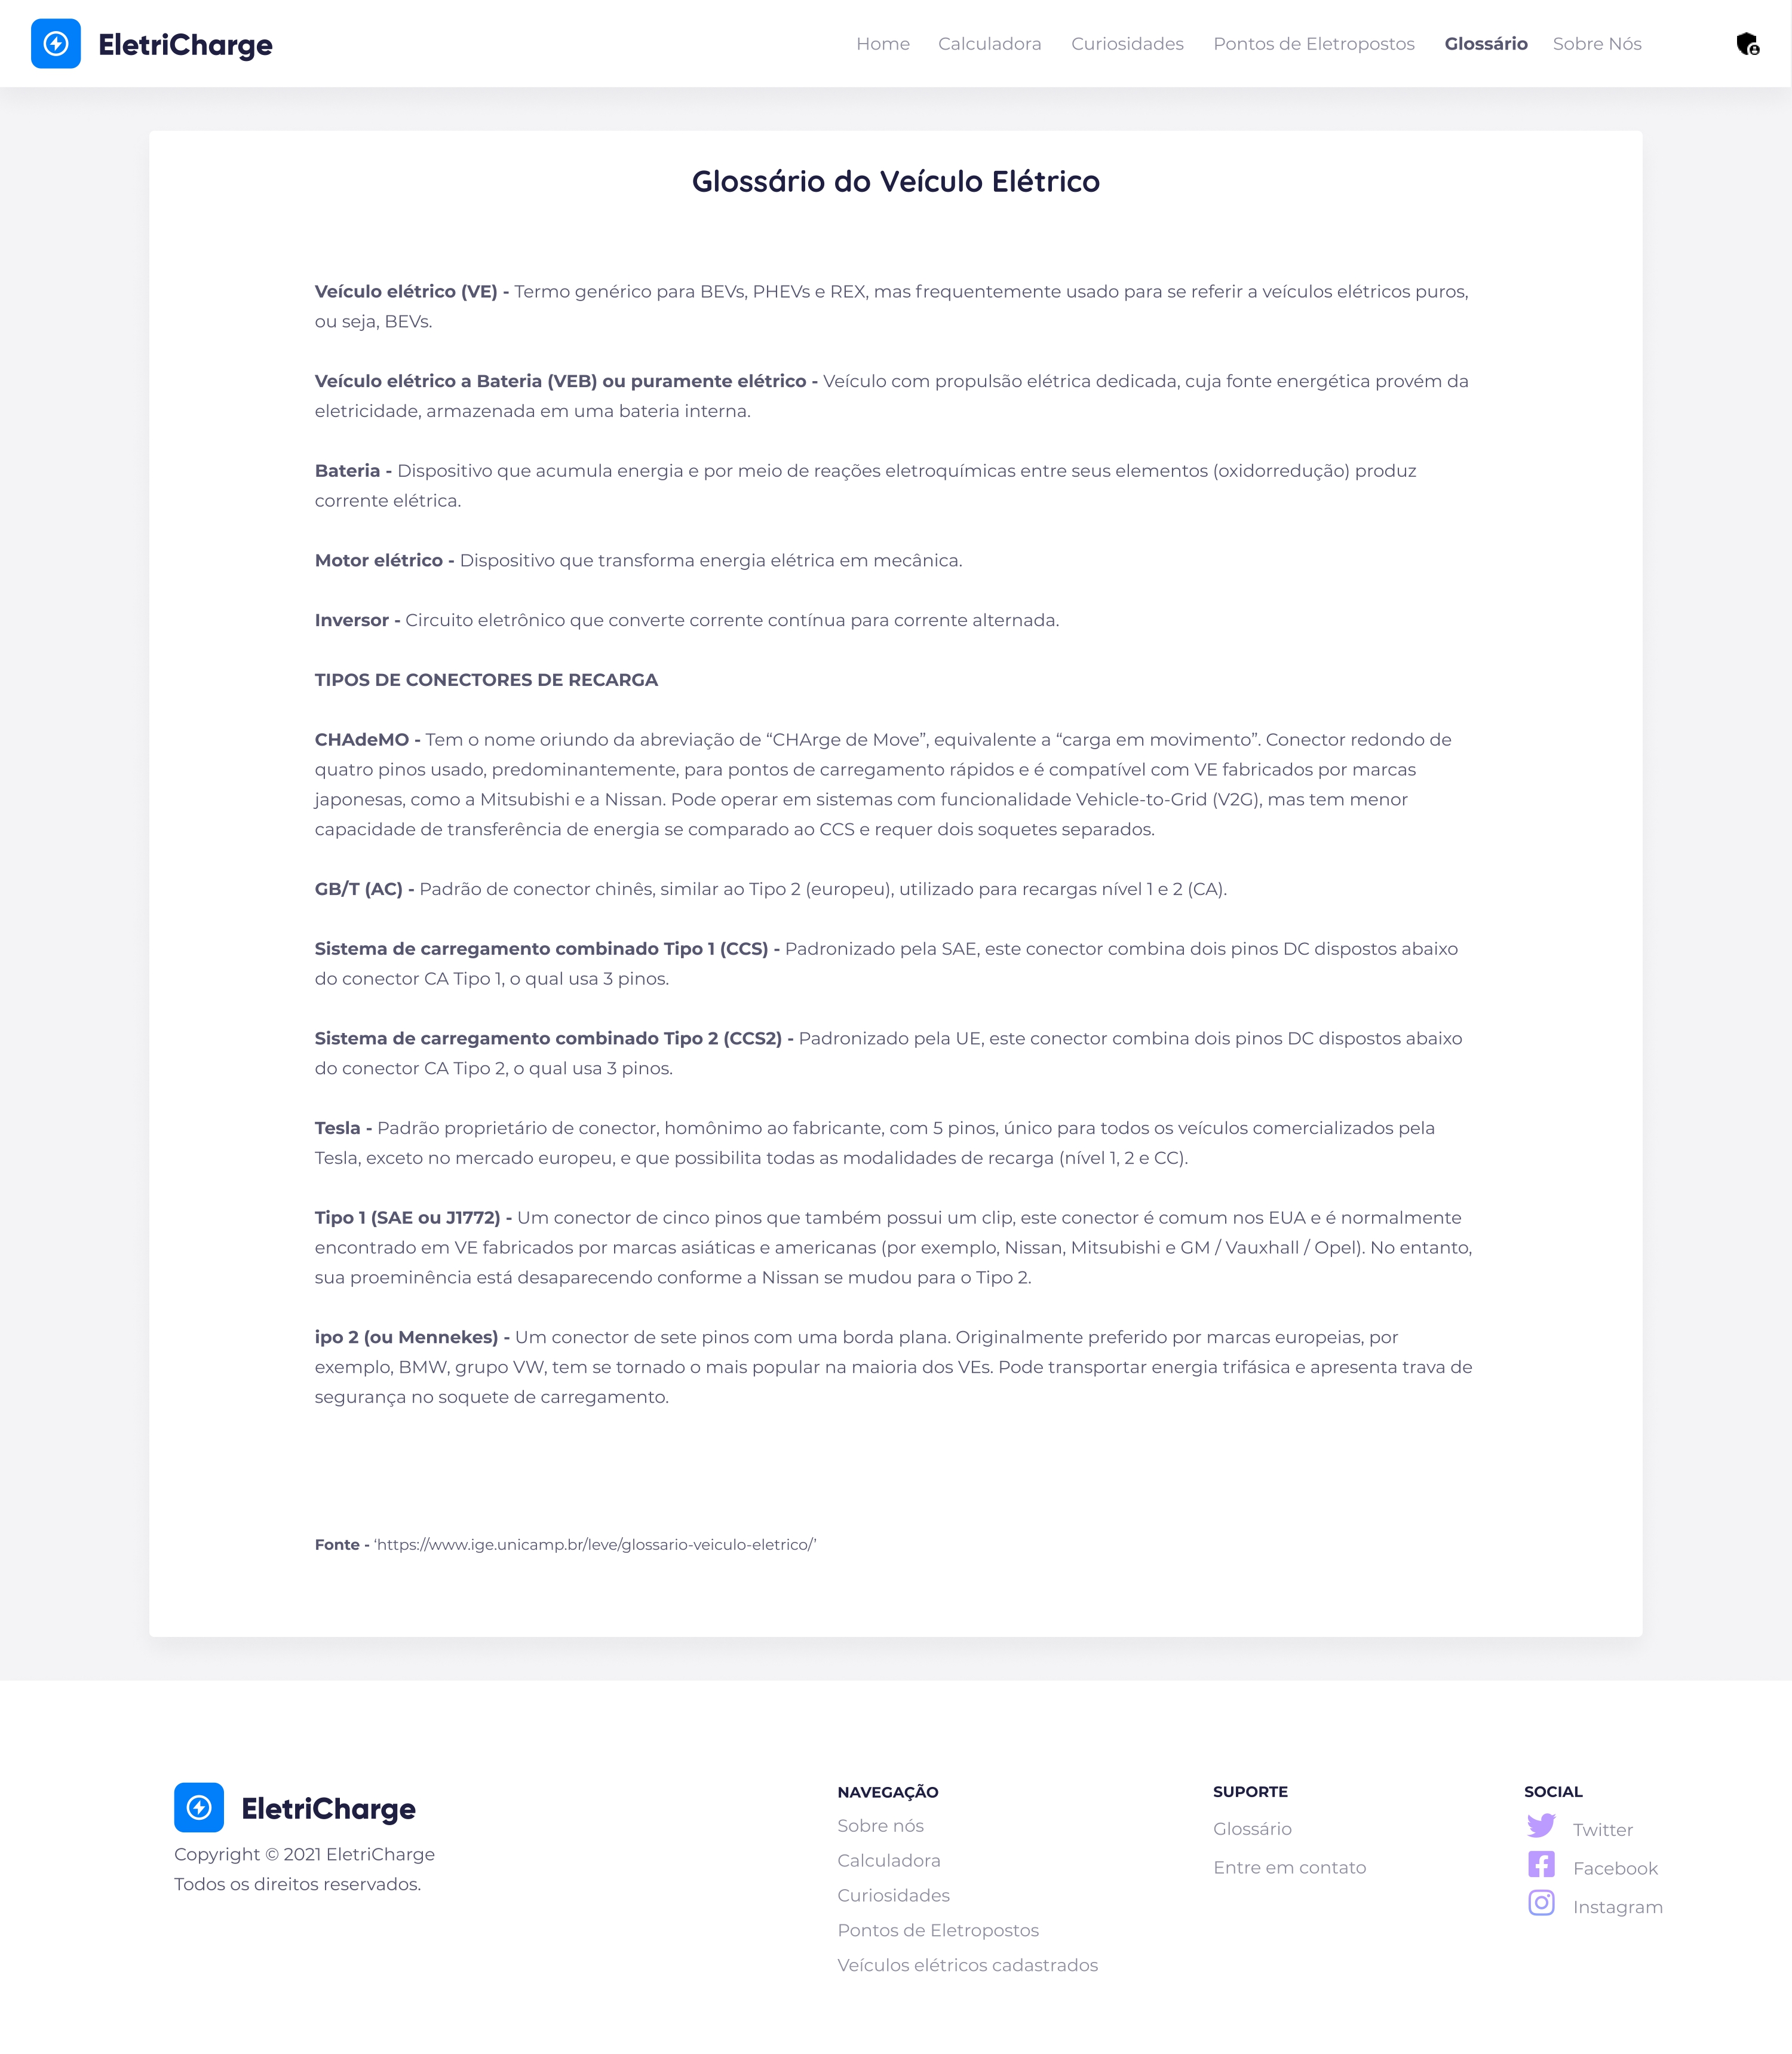 EletriCharge
Home Calculadora Curiosidades Pontos de Eletropostos Glossário Sobre Nós
Glossário do Veículo Elétrico
Veículo elétrico (VE) - Termo genérico para BEVs, PHEVs e REX, mas frequentemente usado para se referir a veículos elétricos puros,
ou seja, BEVs.
Veículo elétrico a Bateria (VEB) ou puramente elétrico - Veículo com propulsão elétrica dedicada, cuja fonte energética provém da
eletricidade, armazenada em uma bateria interna.
Bateria - Dispositivo que acumula energia e por meio de reações eletroquímicas entre seus elementos (oxidorredução) produz
corrente elétrica.
Motor elétrico - Dispositivo que transforma energia elétrica em mecânica.
Inversor - Circuito eletrônico que converte corrente contínua para corrente alternada.
TIPOS DE CONECTORES DE RECARGA
CHAdeMO - Tem o nome oriundo da abreviação de “CHArge de Move”, equivalente a “carga em movimento”. Conector redondo de
quatro pinos usado, predominantemente, para pontos de carregamento rápidos e é compatível com VE fabricados por marcas
japonesas, como a Mitsubishi e a Nissan. Pode operar em sistemas com funcionalidade Vehicle-to-Grid (V2G), mas tem menor
capacidade de transferência de energia se comparado ao CCS e requer dois soquetes separados.
GB/T (AC) - Padrão de conector chinês, similar ao Tipo 2 (europeu), utilizado para recargas nível 1 e 2 (CA).
Sistema de carregamento combinado Tipo 1 (CCS) - Padronizado pela SAE, este conector combina dois pinos DC dispostos abaixo
do conector CA Tipo 1, o qual usa 3 pinos.
Sistema de carregamento combinado Tipo 2 (CCS2) - Padronizado pela UE, este conector combina dois pinos DC dispostos abaixo
do conector CA Tipo 2, o qual usa 3 pinos.
Tesla - Padrão proprietário de conector, homônimo ao fabricante, com 5 pinos, único para todos os veículos comercializados pela
Tesla, exceto no mercado europeu, e que possibilita todas as modalidades de recarga (nível 1, 2 e CC).
Tipo 1 (SAE ou J1772) - Um conector de cinco pinos que também possui um clip, este conector é comum nos EUA e é normalmente
encontrado em VE fabricados por marcas asiáticas e americanas (por exemplo, Nissan, Mitsubishi e GM / Vauxhall / Opel). No entanto,
sua proeminência está desaparecendo conforme a Nissan se mudou para o Tipo 2.
ipo 2 (ou Mennekes) - Um conector de sete pinos com uma borda plana. Originalmente preferido por marcas europeias, por
exemplo, BMW, grupo VW, tem se tornado o mais popular na maioria dos VEs. Pode transportar energia trifásica e apresenta trava de
segurança no soquete de carregamento.
Fonte - ‘https://www.ige.unicamp.br/leve/glossario-veiculo-eletrico/’
EletriCharge
Copyright © 2021 EletriCharge
Todos os direitos reservados.
NAVEGAÇÃO
Sobre nós
Calculadora
Curiosidades
Pontos de Eletropostos
Veículos elétricos cadastrados
SUPORTE
Glossário
Entre em contato
SOCIAL
Twitter
Facebook
Instagram